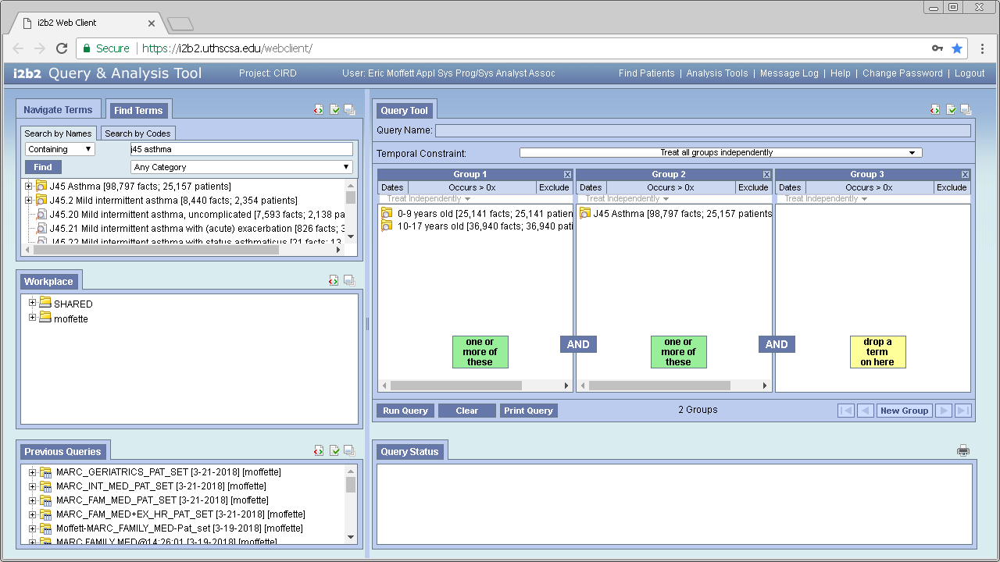 i2b2 Web Client
Secure https://i2b2.uthscsa.edu/webclient/
i2b2 Query & Analysis Tool Project: CIRD User: Eric Moffett Appl Sys Prog/Sys Analyst Assoc Find Patients | Analysis Tools | Message Log | Help | Change Password | Logout
Navigate Terms Find Terms
Search by Names Search by Codes
Containing j45 asthma
Find Any Category
J45 Asthma [98,797 facts; 25,157 patients]
J45.2 Mild intermittent asthma [8,440 facts; 2,354 patients]
J45.20 Mild intermittent asthma, uncomplicated [7,593 facts; 2,138 pa
J45.21 Mild intermittent asthma with (acute) exacerbation [826 facts; 3
J45.22 Mild intermittent asthma with status asthmaticus [21 facts; 13
Workplace
SHARED
moffette
Previous Queries
MARC_GERIATRICS_PAT_SET [3-21-2018] [moffette]
MARC_INT_MED_PAT_SET [3-21-2018] [moffette]
MARC_FAM_MED_PAT_SET [3-21-2018] [moffette]
MARC_FAM_MED+EX_HR_PAT_SET [3-21-2018] [moffette]
Moffett-MARC_FAMILY_MED-Pat_set [3-19-2018] [moffette]
MARC FAMILY MED@14:26:01 [3-19-2018] [moffette]
Query Tool
Query Name:
Temporal Constraint: Treat all groups independently
Group 1 Group 2 Group 3
Dates Occurs > 0x Exclude Dates Occurs > 0x Exclude Dates Occurs > 0x Exclude
Treat Independently Treat Independently Treat Independently
0-9 years old [25,141 facts; 25,141 patien J45 Asthma [98,797 facts; 25,157 patients
10-17 years old [36,940 facts; 36,940 pati
one or
more of
these
AND
one or
more of
these
AND
drop a
term
on here
Run Query Clear Print Query 2 Groups New Group
Query Status